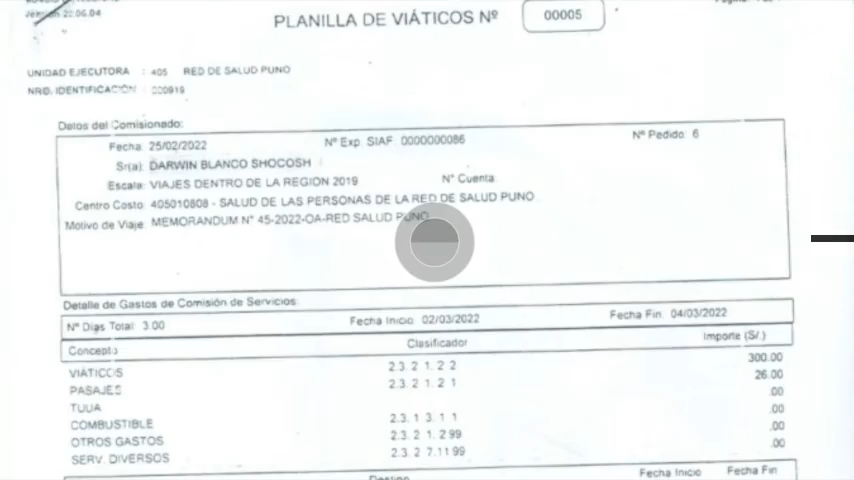 Versión 22.06.04
PLANILLA DE VIÁTICOS Nº 00005
UNIDAD EJECUTORA : 405 RED DE SALUD PUNO
NRO. IDENTIFICACIÓN : 000919
Datos del Comisionado:
Fecha: 25/02/2022 Nº Exp. SIAF: 0000000086 Nº Pedido: 6
Sr(a): DARWIN BLANCO SHOCOSH
Escala: VIAJES DENTRO DE LA REGION 2019 N° Cuenta:
Centro Costo: 405010808 - SALUD DE LAS PERSONAS DE LA RED DE SALUD PUNO
Motivo de Viaje: MEMORANDUM N° 45-2022-OA-RED SALUD PUNO
Detalle de Gastos de Comisión de Servicios:
N° Días Total: 3.00 Fecha Inicio: 02/03/2022 Fecha Fin: 04/03/2022
Concepto Clasificador Importe (S/.)
VIÁTICOS 2.3. 2 1. 2 2 300.00
PASAJES 2.3. 2 1. 2 1 26.00
TUUA .00
COMBUSTIBLE 2.3. 1 3. 1 1 .00
OTROS GASTOS 2.3. 2 1. 2 99 .00
SERV. DIVERSOS 2.3. 2 7.11 99 .00
Destino Fecha Inicio Fecha Fin